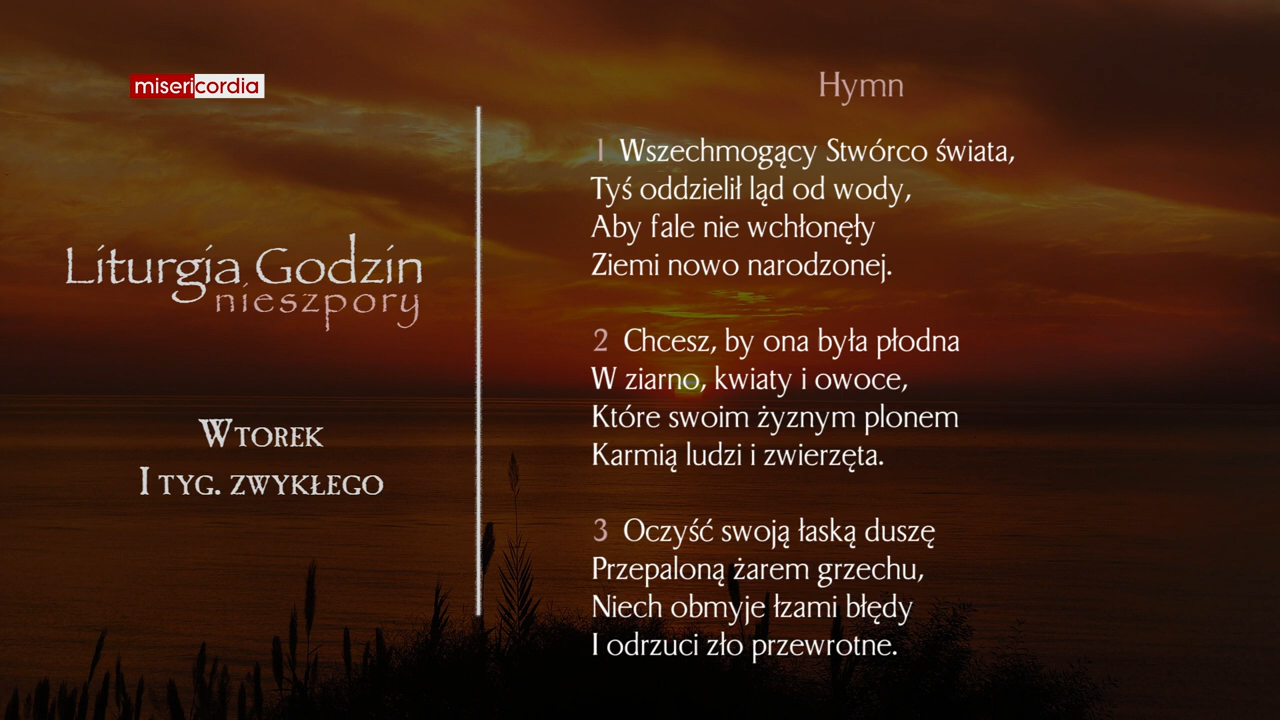 misericordia
Liturgia Godzin
nieszpory
Wtorek
I tyg. zwykłego
Hymn
1 Wszechmogący Stwórco świata,
Tyś oddzielił ląd od wody,
Aby fale nie wchłonęły
Ziemi nowo narodzonej.
2 Chcesz, by ona była płodna
W ziarno, kwiaty i owoce,
Które swoim żyznym plonem
Karmią ludzi i zwierzęta.
3 Oczyść swoją łaską duszę
Przepaloną żarem grzechu,
Niech obmyje łzami błędy
I odrzuci zło przewrotne.